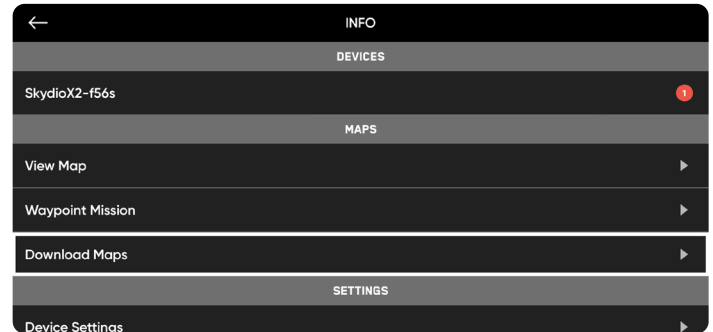 INFO
DEVICES
SkydioX2-f56s
1
MAPS
View Map
Waypoint Mission
Download Maps
SETTINGS
Device Settings